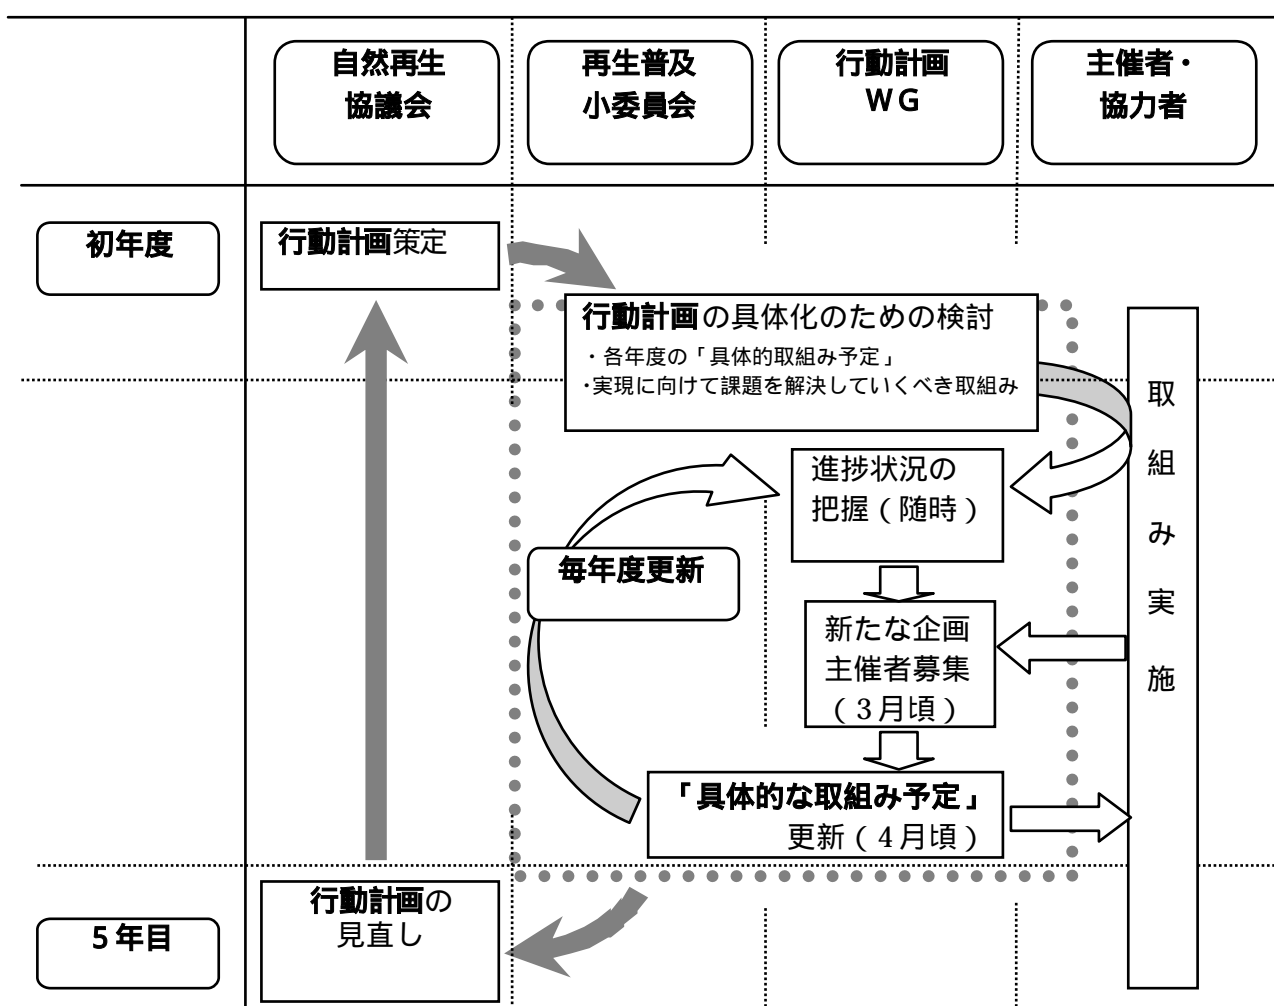 自然再生
協議会
再生普及
小委員会
行動計画
WG
主催者・
協力者
初年度
行動計画策定
行動計画の具体化のための検討
・各年度の「具体的取組み予定」
・実現に向けて課題を解決していくべき取組み
取組み実施
進捗状況の
把握（随時）
毎年度更新
新たな企画
主催者募集
（3月頃）
「具体的な取組み予定」
更新（4月頃）
行動計画の
見直し
5年目